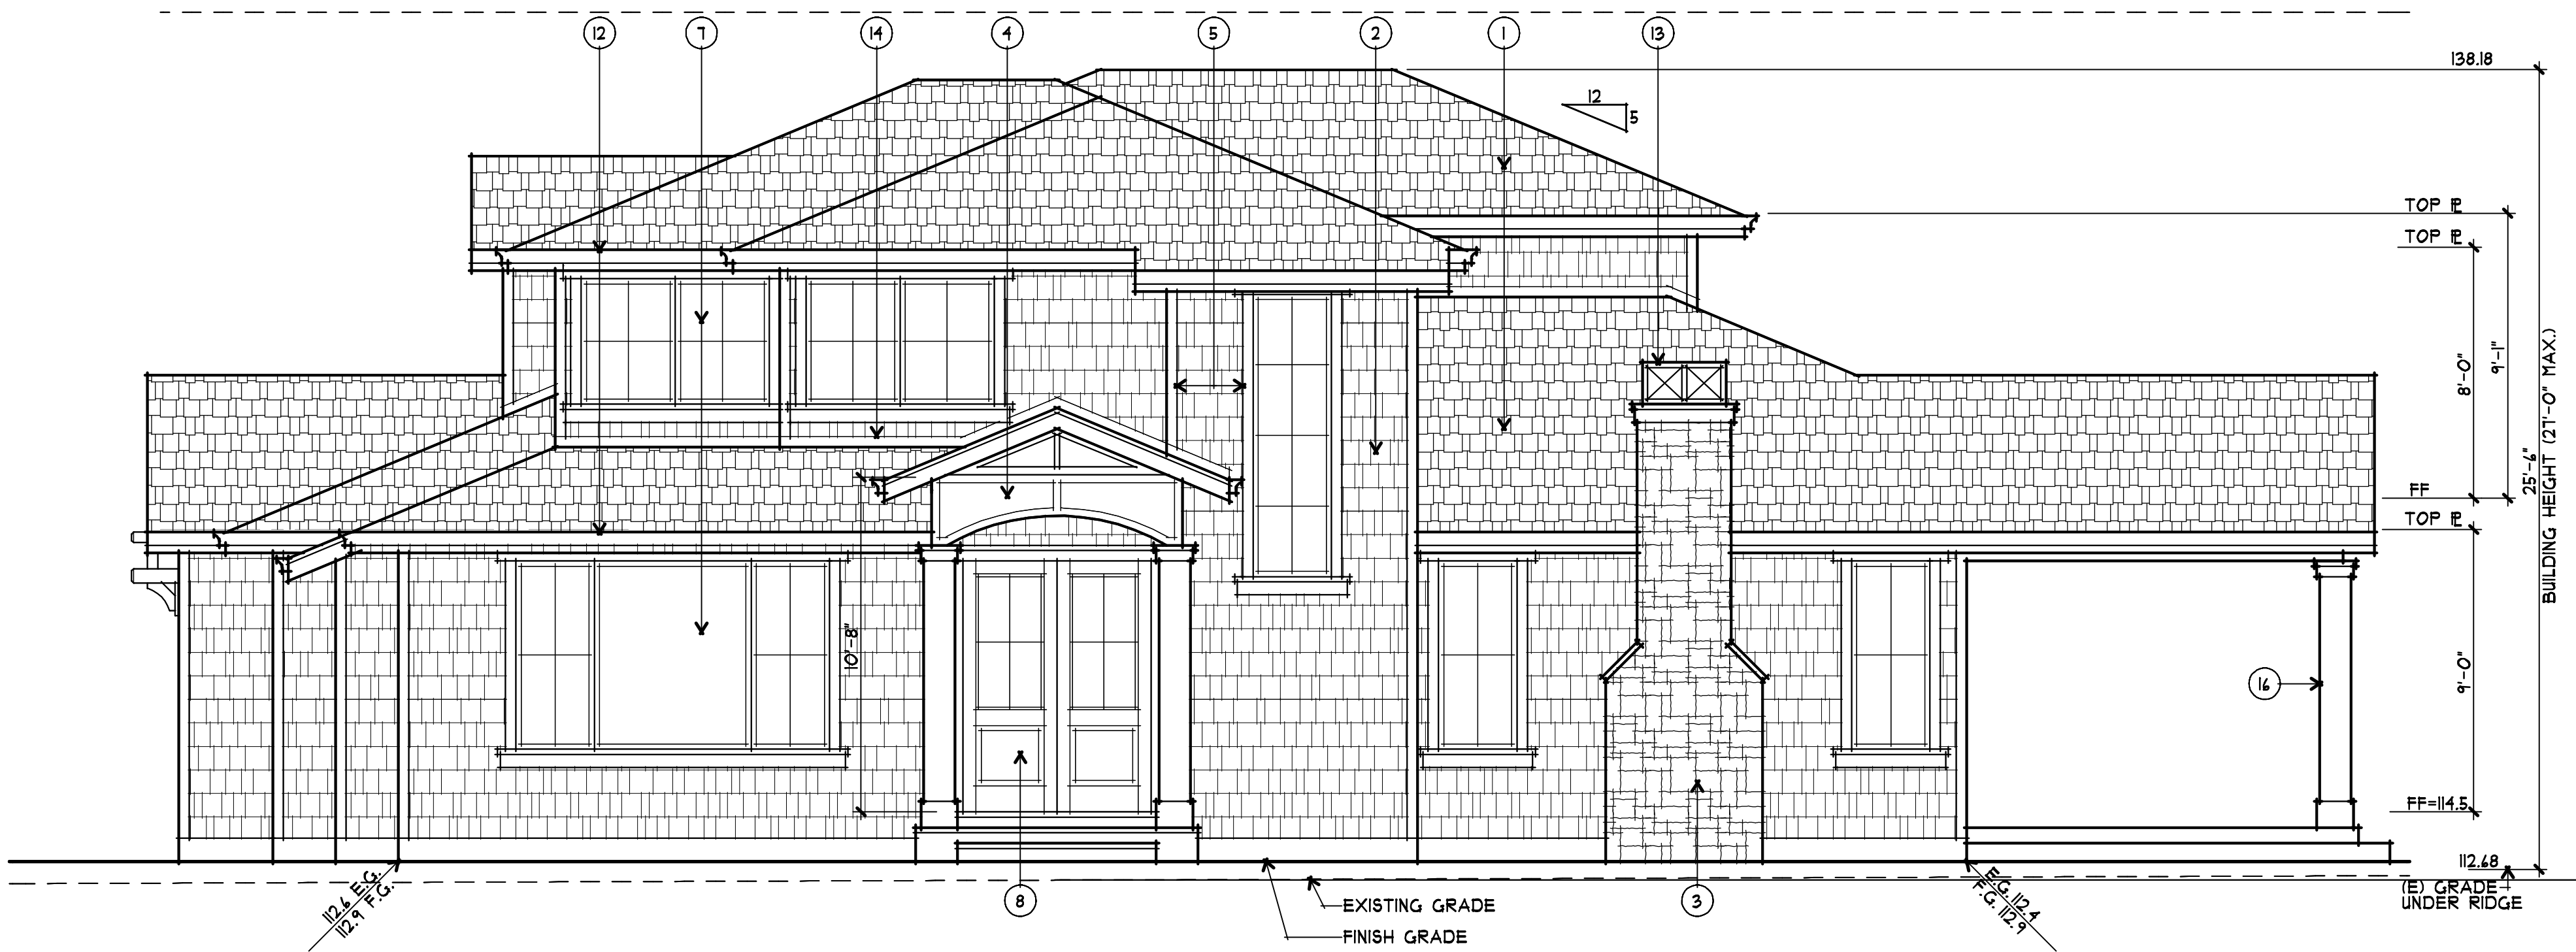 12
7
14
4
5
2
1
13
138.18
12
5
TOP PL
TOP PL
8'-0"
9'-1"
25'-6"
BUILDING HEIGHT (27'-0" MAX.)
FF
TOP PL
10'-8"
16
9'-0"
FF=114.5
112.68
(E) GRADE
UNDER RIDGE
112.6 E.G.
112.9 F.G.
8
3
E.G. 112.4
F.G. 112.9
EXISTING GRADE
FINISH GRADE